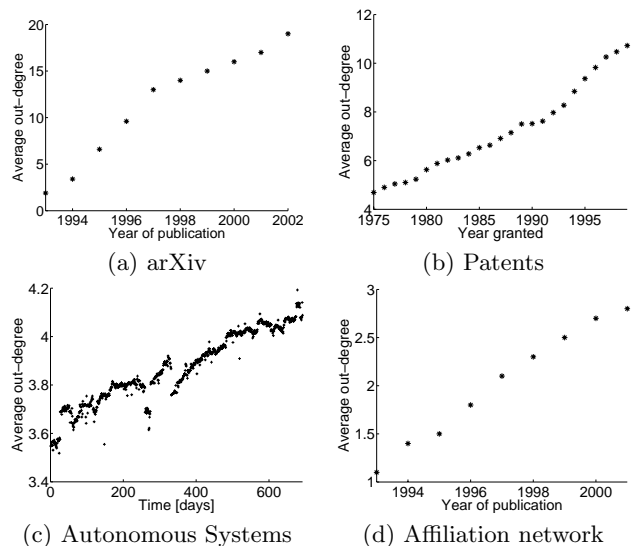 20
15
10
5
0
1994 1996 1998 2000 2002
Average out–degree
Year of publication
(a) arXiv
12
10
8
6
4
1975 1980 1985 1990 1995
Average out–degree
Year granted
(b) Patents
4.2
4
3.8
3.6
3.4
0 200 400 600
Average out–degree
Time [days]
(c) Autonomous Systems
3
2.5
2
1.5
1
1994 1996 1998 2000
Average out–degree
Year of publication
(d) Affiliation network